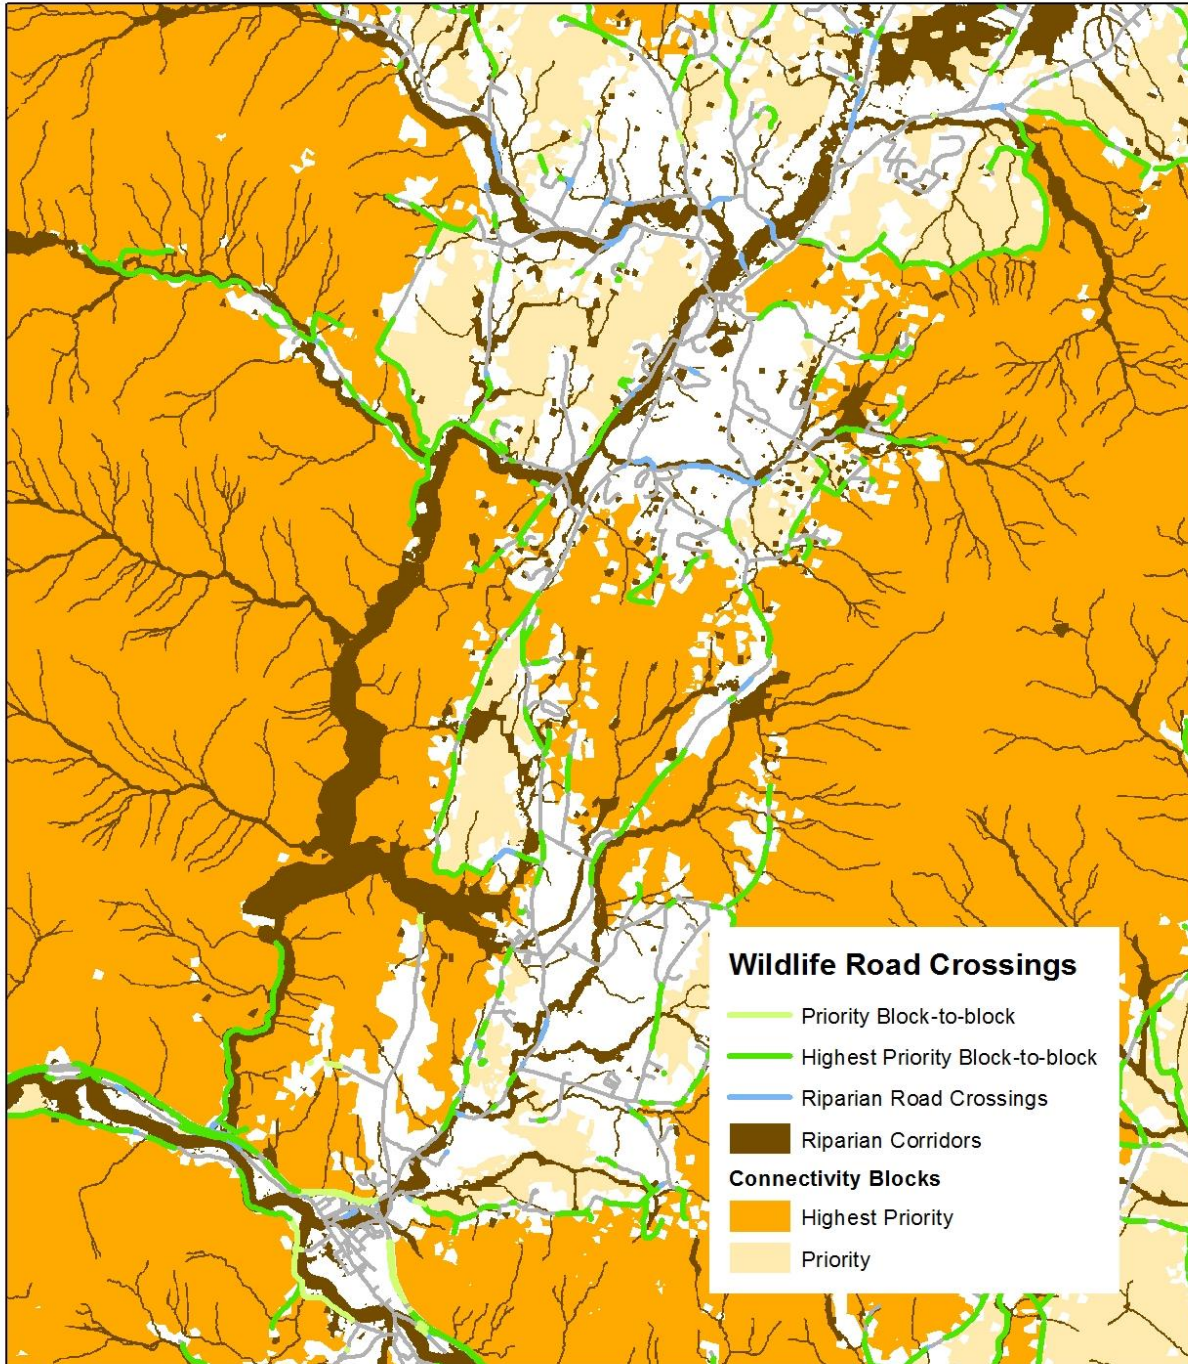 Wildlife Road Crossings
Priority Block-to-block
Highest Priority Block-to-block
Riparian Road Crossings
Riparian Corridors
Connectivity Blocks
Highest Priority
Priority